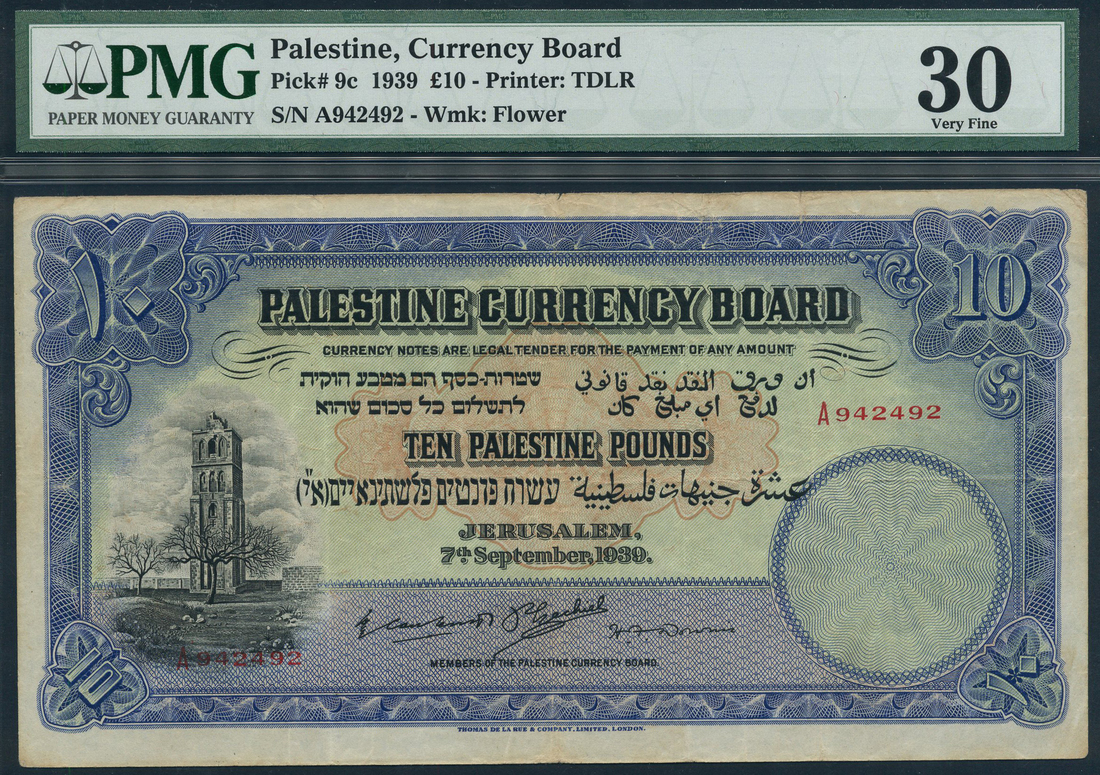 PMG
PAPER MONEY GUARANTY
Palestine, Currency Board
Pick# 9c 1939 £10 - Printer: TDLR
S/N A942492 - Wmk: Flower
30
Very Fine
١٠
10
PALESTINE CURRENCY BOARD
CURRENCY NOTES ARE LEGAL TENDER FOR THE PAYMENT OF ANY AMOUNT
שטרות-כסף הם מטבע חוקית
לתשלום כל סכום שהוא
ان ورق النقد نقد قانوني
لدفع اي مبلغ كان
A942492
TEN PALESTINE POUNDS
عشرة جنيهات فلسطينية
עשרה פונטים פלשתינאיים (א"י)
JERUSALEM,
7th September, 1939.
A942492
MEMBERS OF THE PALESTINE CURRENCY BOARD.
10
١٠
THOMAS DE LA RUE & COMPANY, LIMITED, LONDON.